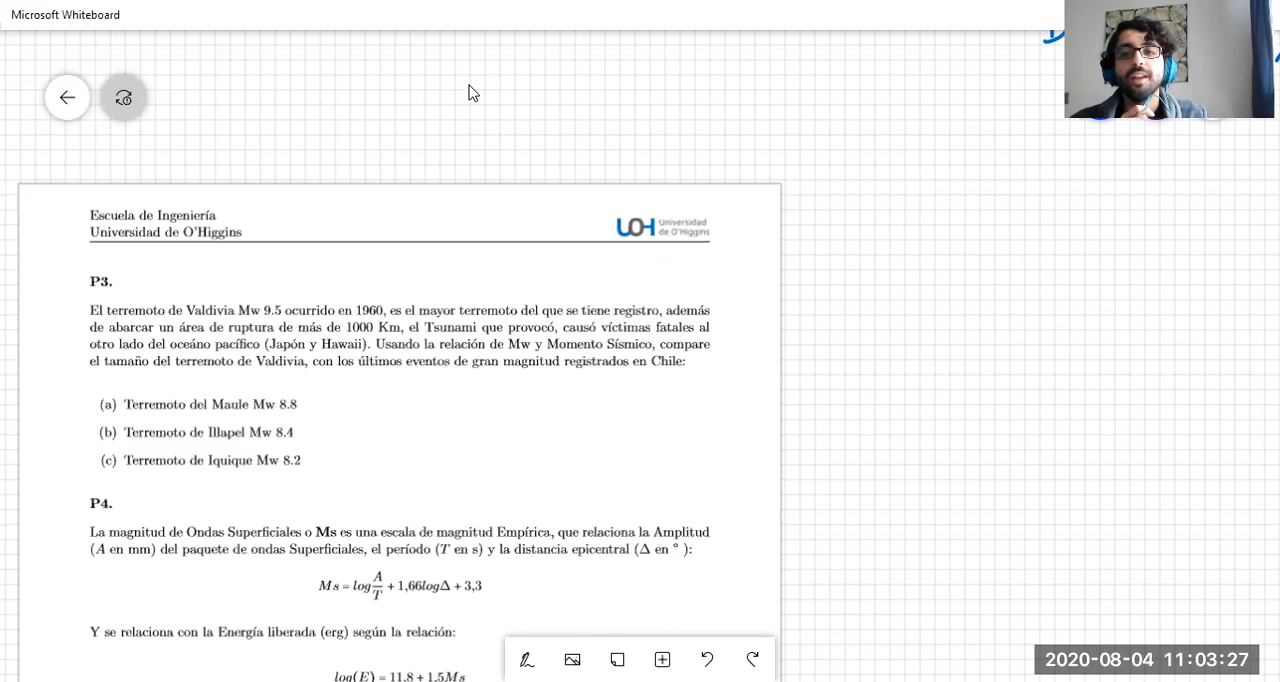 Microsoft Whiteboard
Escuela de Ingeniería
Universidad de O'Higgins
UOH Universidad
de O'Higgins
P3.
El terremoto de Valdivia Mw 9.5 ocurrido en 1960, es el mayor terremoto del que se tiene registro, además
de abarcar un área de ruptura de más de 1000 Km, el Tsunami que provocó, causó víctimas fatales al
otro lado del oceáno pacífico (Japón y Hawaii). Usando la relación de Mw y Momento Sísmico, compare
el tamaño del terremoto de Valdivia, con los últimos eventos de gran magnitud registrados en Chile:
(a) Terremoto del Maule Mw 8.8
(b) Terremoto de Illapel Mw 8.4
(c) Terremoto de Iquique Mw 8.2
P4.
La magnitud de Ondas Superficiales o Ms es una escala de magnitud Empírica, que relaciona la Amplitud
(A en mm) del paquete de ondas Superficiales, el período (T en s) y la distancia epicentral (Δ en ° ):
Ms = log A/T + 1,66logΔ + 3,3
Y se relaciona con la Energía liberada (erg) según la relación:
log(E) = 11,8 + 1,5Ms
2020-08-04 11:03:27